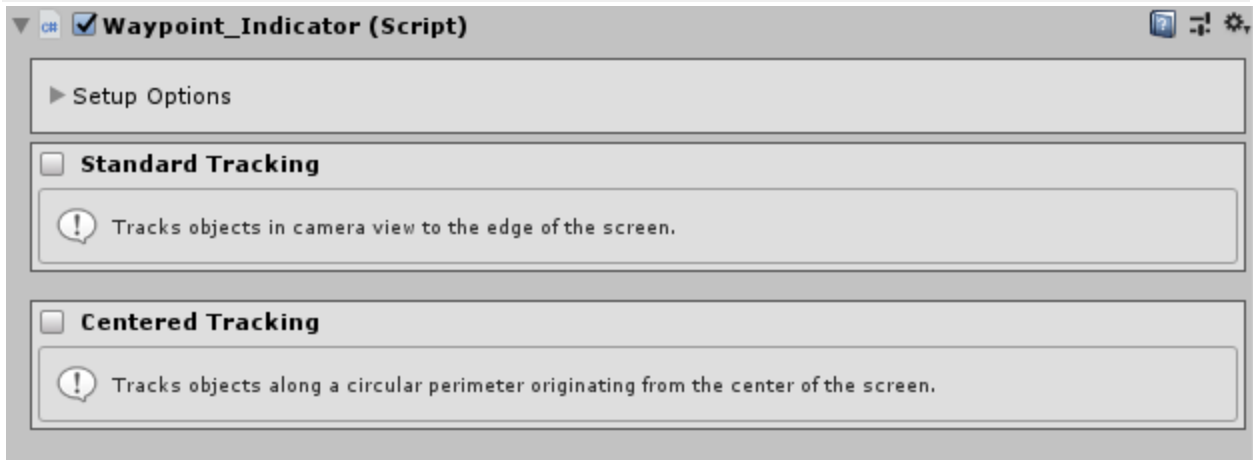 Waypoint_Indicator (Script)
Setup Options
Standard Tracking
Tracks objects in camera view to the edge of the screen.
Centered Tracking
Tracks objects along a circular perimeter originating from the center of the screen.